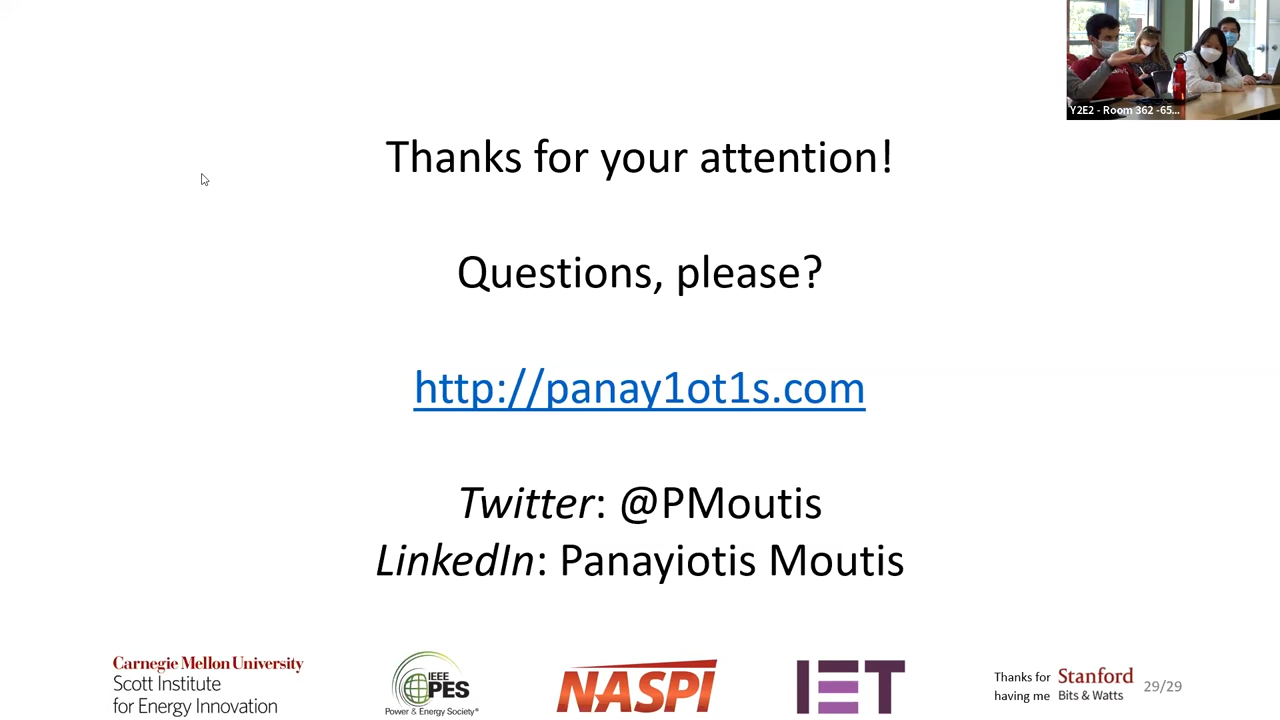 Y2E2 - Room 362 -65...
Thanks for your attention!
Questions, please?
http://panay1ot1s.com
Twitter: @PMoutis
LinkedIn: Panayiotis Moutis
Carnegie Mellon University
Scott Institute
for Energy Innovation
IEEE
PES
Power & Energy Society®
NASPI
IET
Thanks for
having me
Stanford
Bits & Watts
29/29